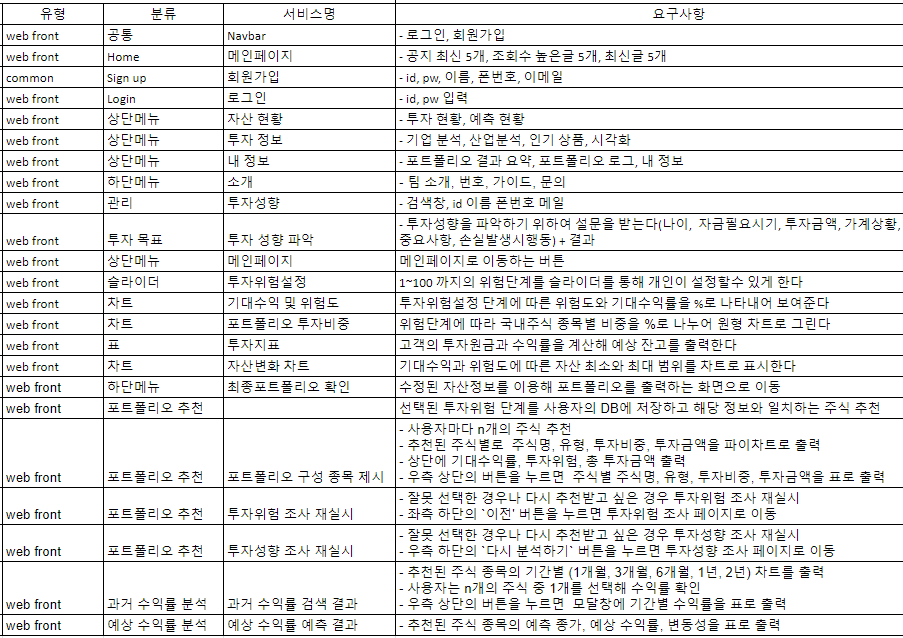 유형 분류 서비스명 요구사항
web front 공통 Navbar - 로그인, 회원가입
web front Home 메인페이지 - 공지 최신 5개, 조회수 높은글 5개, 최신글 5개
common Sign up 회원가입 - id, pw, 이름, 폰번호, 이메일
web front Login 로그인 - id, pw 입력
web front 상단메뉴 자산 현황 - 투자 현황, 예측 현황
web front 상단메뉴 투자 정보 - 기업 분석, 산업분석, 인기 상품, 시각화
web front 상단메뉴 내 정보 - 포트폴리오 결과 요약, 포트폴리오 로그, 내 정보
web front 하단메뉴 소개 - 팀 소개, 번호, 가이드, 문의
web front 관리 투자성향 - 검색창, id 이름 폰번호 메일
- 투자성향을 파악하기 위하여 설문을 받는다(나이, 자금필요시기, 투자금액, 가계상황,
web front 투자 목표 투자 성향 파악 중요사항, 손실발생시행동) + 결과
web front 상단메뉴 메인페이지 메인페이지로 이동하는 버튼
web front 슬라이더 투자위험설정 1~100 까지의 위험단계를 슬라이더를 통해 개인이 설정할수 있게 한다
web front 차트 기대수익 및 위험도 투자위험설정 단계에 따른 위험도와 기대수익률을 %로 나타내어 보여준다
web front 차트 포트폴리오 투자비중 위험단계에 따라 국내주식 종목별 비중을 %로 나누어 원형 차트로 그린다
web front 표 투자지표 고객의 투자원금과 수익률을 계산해 예상 잔고를 출력한다
web front 차트 자산변화 차트 기대수익과 위험도에 따른 자산 최소와 최대 범위를 차트로 표시한다
web front 하단메뉴 최종포트폴리오 확인 수정된 자산정보를 이용해 포트폴리오를 출력하는 화면으로 이동
web front 포트폴리오 추천 선택된 투자위험 단계를 사용자의 DB에 저장하고 해당 정보와 일치하는 주식 추천
- 사용자마다 n개의 주식 추천
- 추천된 주식별로 주식명, 유형, 투자비중, 투자금액을 파이차트로 출력
- 상단에 기대수익률, 투자위험, 총 투자금액 출력
web front 포트폴리오 추천 포트폴리오 구성 종목 제시 - 우측 상단의 버튼을 누르면 주식별 주식명, 유형, 투자비중, 투자금액을 표로 출력
- 잘못 선택한 경우나 다시 추천받고 싶은 경우 투자위험 조사 재실시
web front 포트폴리오 추천 투자위험 조사 재실시 - 좌측 하단의 `이전' 버튼을 누르면 투자위험 조사 페이지로 이동
- 잘못 선택한 경우나 다시 추천받고 싶은 경우 투자성향 조사 재실시
web front 포트폴리오 추천 투자성향 조사 재실시 - 우측 하단의 `다시 분석하기` 버튼을 누르면 투자성향 조사 페이지로 이동
- 추천된 주식 종목의 기간별 (1개월, 3개월, 6개월, 1년, 2년) 차트를 출력
- 사용자는 n개의 주식 중 1개를 선택해 수익률 확인
web front 과거 수익률 분석 과거 수익률 검색 결과 - 우측 상단의 버튼을 누르면 모달창에 기간별 수익률을 표로 출력
web front 예상 수익률 분석 예상 수익률 예측 결과 - 추천된 주식 종목의 예측 종가, 예상 수익률, 변동성을 표로 출력